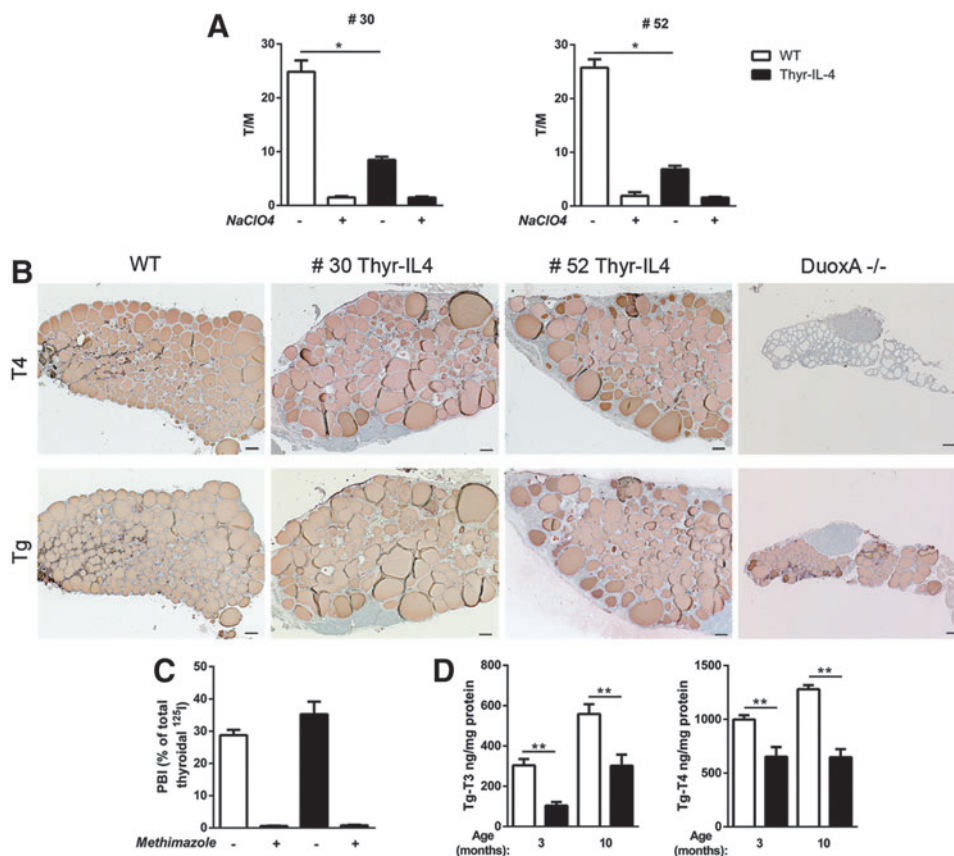 A
# 30
# 52
WT
Thyr-IL-4
*
*
30
20
10
0
T/M
NaClO4 - + - +
30
20
10
0
T/M
NaClO4 - + - +
B
WT
# 30 Thyr-IL4
# 52 Thyr-IL4
DuoxA -/-
T4
Tg
C
50
40
30
20
10
0
PBI (% of total
thyroidal ¹²⁵I)
Methimazole - + - +
D
800
600
400
200
0
Tg-T3 ng/mg protein
**
**
Age 3 10
(months):
1500
1000
500
0
Tg-T4 ng/mg protein
**
**
Age 3 10
(months):